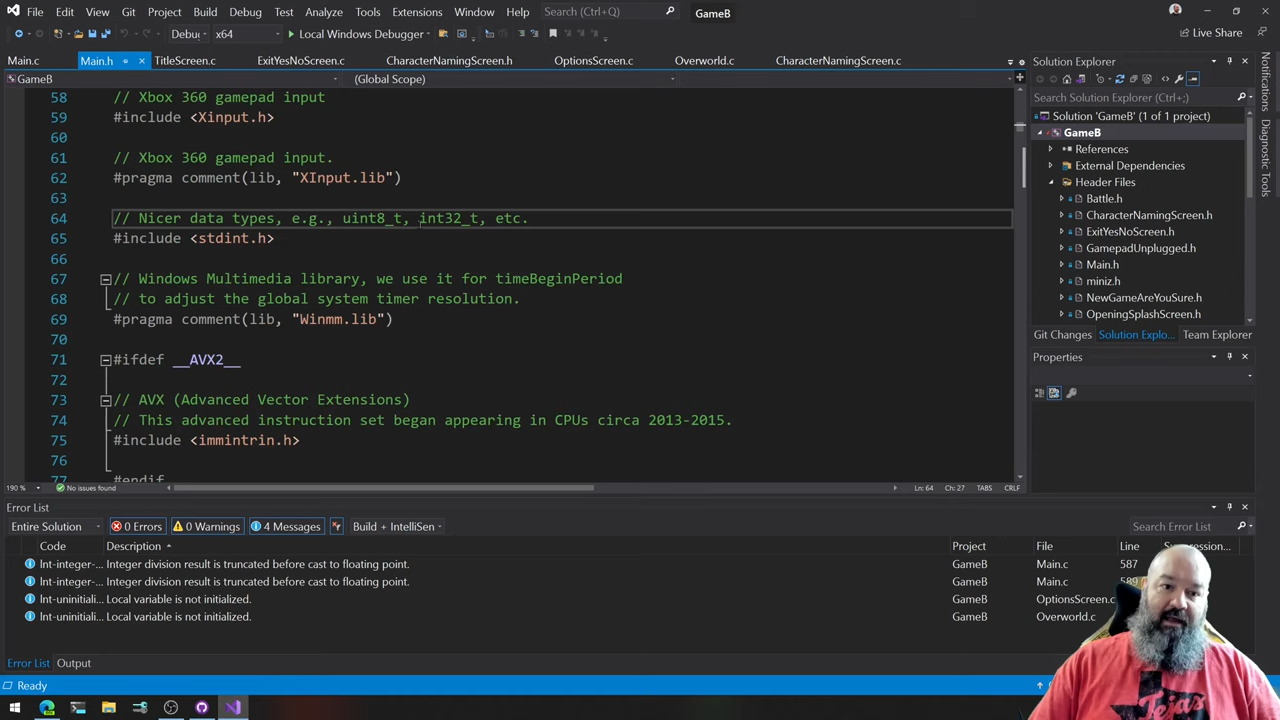 File Edit View Git Project Build Debug Test Analyze Tools Extensions Window Help Search (Ctrl+Q) GameB
Debug x64 Local Windows Debugger Live Share
Main.c Main.h TitleScreen.c ExitYesNoScreen.c CharacterNamingScreen.h OptionsScreen.c Overworld.c CharacterNamingScreen.c
GameB (Global Scope)
58 // Xbox 360 gamepad input
59 #include <Xinput.h>
60
61 // Xbox 360 gamepad input.
62 #pragma comment(lib, "XInput.lib")
63
64 // Nicer data types, e.g., uint8_t, int32_t, etc.
65 #include <stdint.h>
66
67 // Windows Multimedia library, we use it for timeBeginPeriod
68 // to adjust the global system timer resolution.
69 #pragma comment(lib, "Winmm.lib")
70
71 #ifdef __AVX2__
72
73 // AVX (Advanced Vector Extensions)
74 // This advanced instruction set began appearing in CPUs circa 2013-2015.
75 #include <immintrin.h>
76
77 #endif
190 % No issues found Ln: 64 Ch: 27 TABS CRLF
Solution Explorer
Search Solution Explorer (Ctrl+;)
Solution 'GameB' (1 of 1 project)
GameB
References
External Dependencies
Header Files
Battle.h
CharacterNamingScreen.h
ExitYesNoScreen.h
GamepadUnplugged.h
Main.h
miniz.h
NewGameAreYouSure.h
OpeningSplashScreen.h
Git Changes Solution Explo... Team Explorer
Properties
Notifications
Diagnostic Tools
Error List
Entire Solution 0 Errors 0 Warnings 4 Messages Build + IntelliSen Search Error List
Code Description Project File Line
Int-integer-... Integer division result is truncated before cast to floating point. GameB Main.c 587
Int-integer-... Integer division result is truncated before cast to floating point. GameB Main.c 589
Int-uninitiali... Local variable is not initialized. GameB OptionsScreen.c
Int-uninitiali... Local variable is not initialized. GameB Overworld.c
Error List Output
Ready